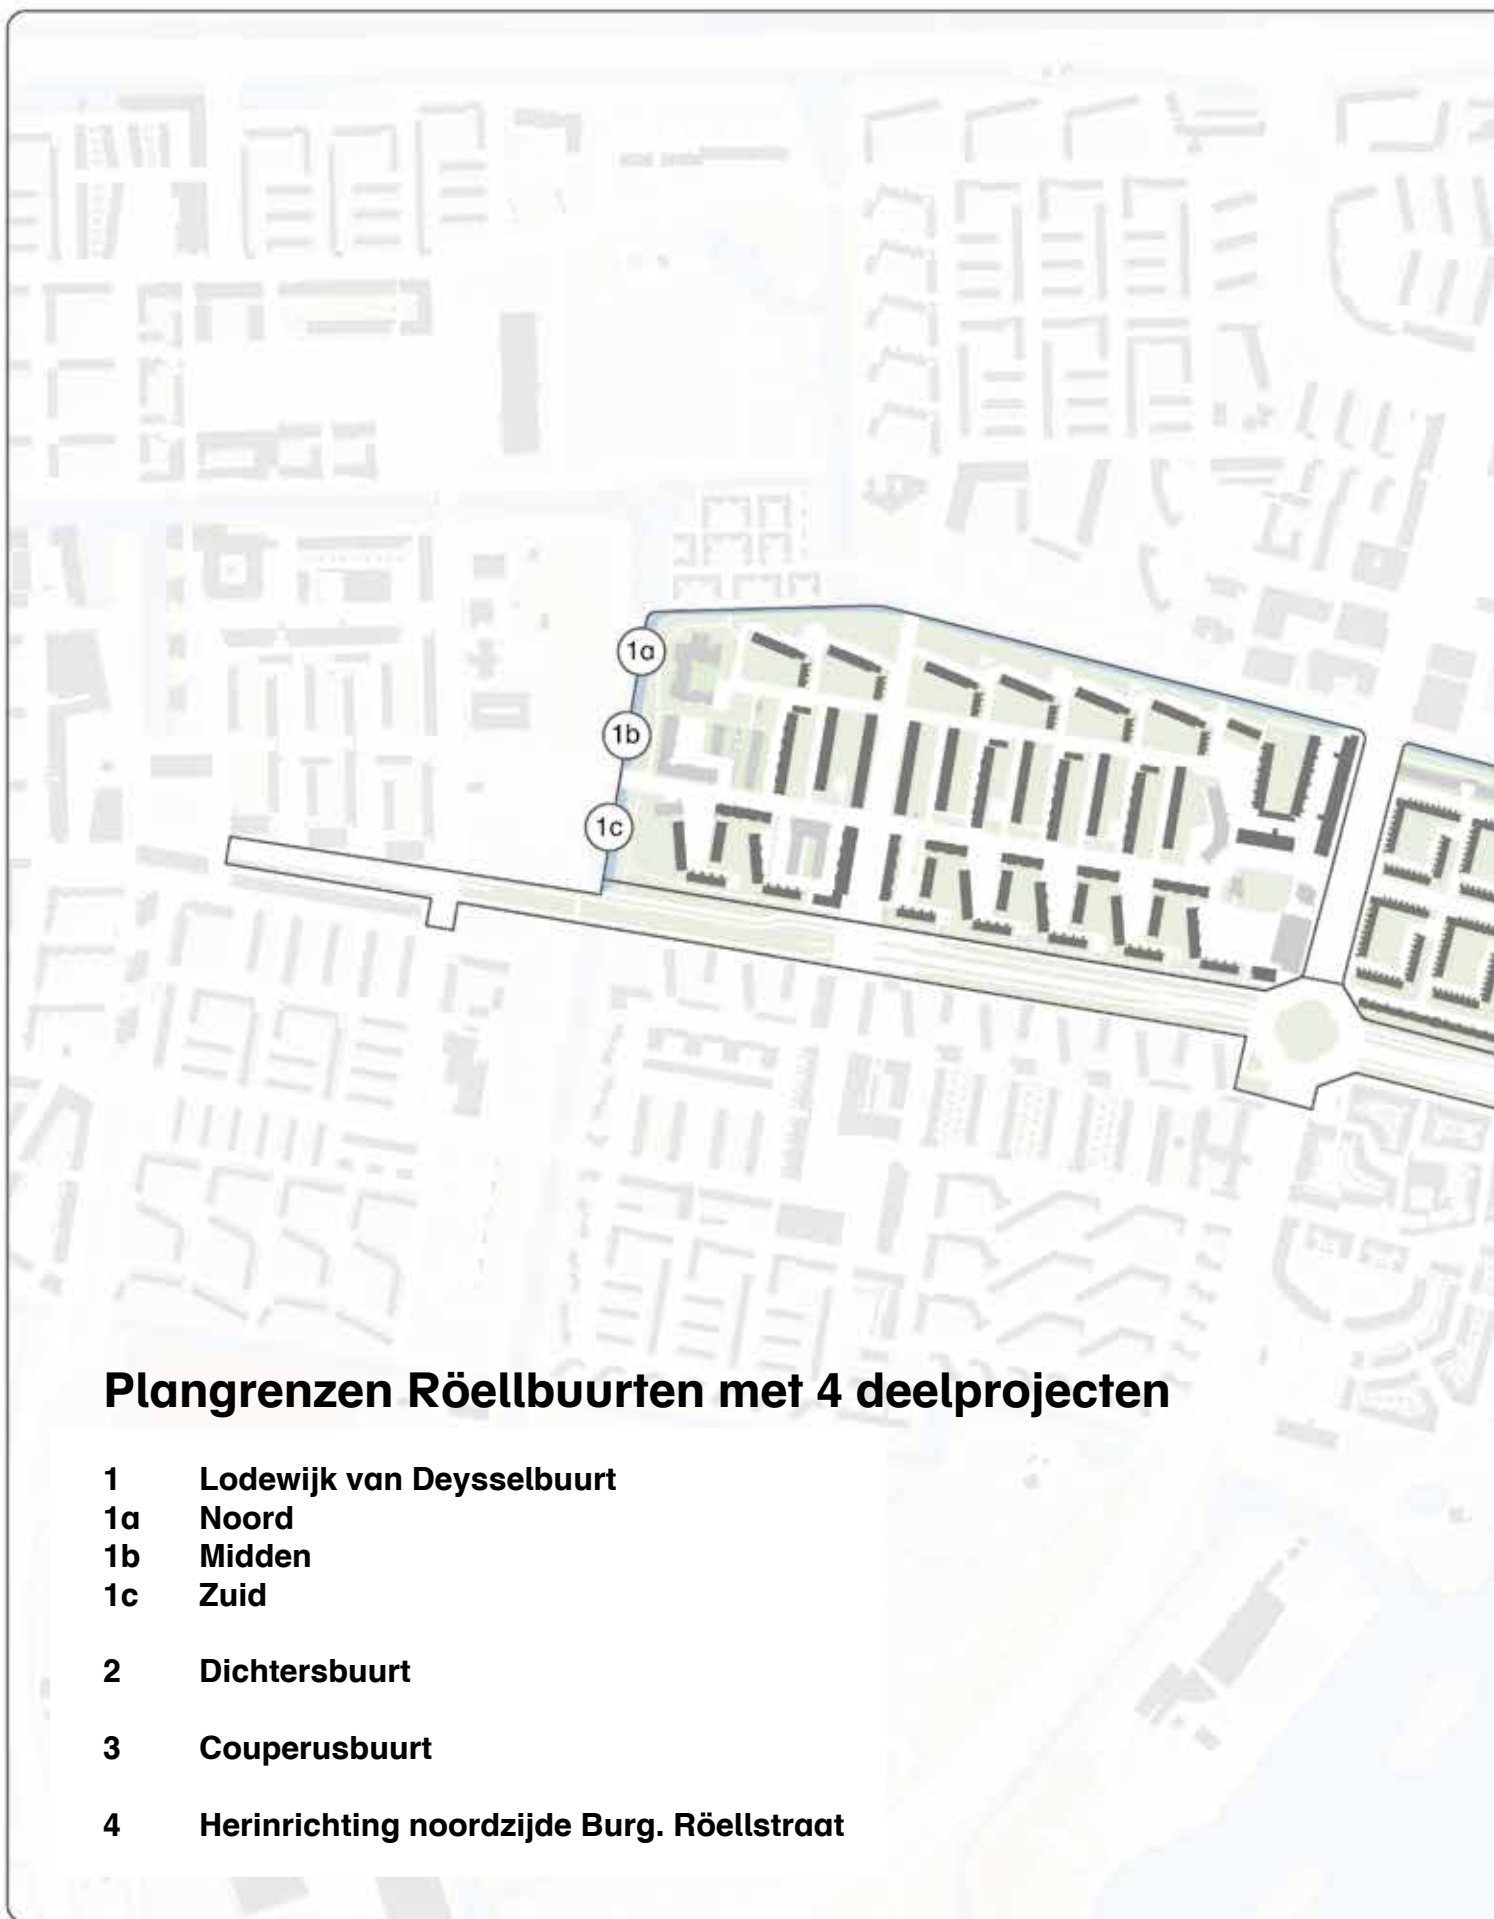 1a
1b
1c
Plangrenzen Röellbuurten met 4 deelprojecten
1 Lodewijk van Deysselbuurt
1a Noord
1b Midden
1c Zuid
2 Dichtersbuurt
3 Couperusbuurt
4 Herinrichting noordzijde Burg. Röellstraat